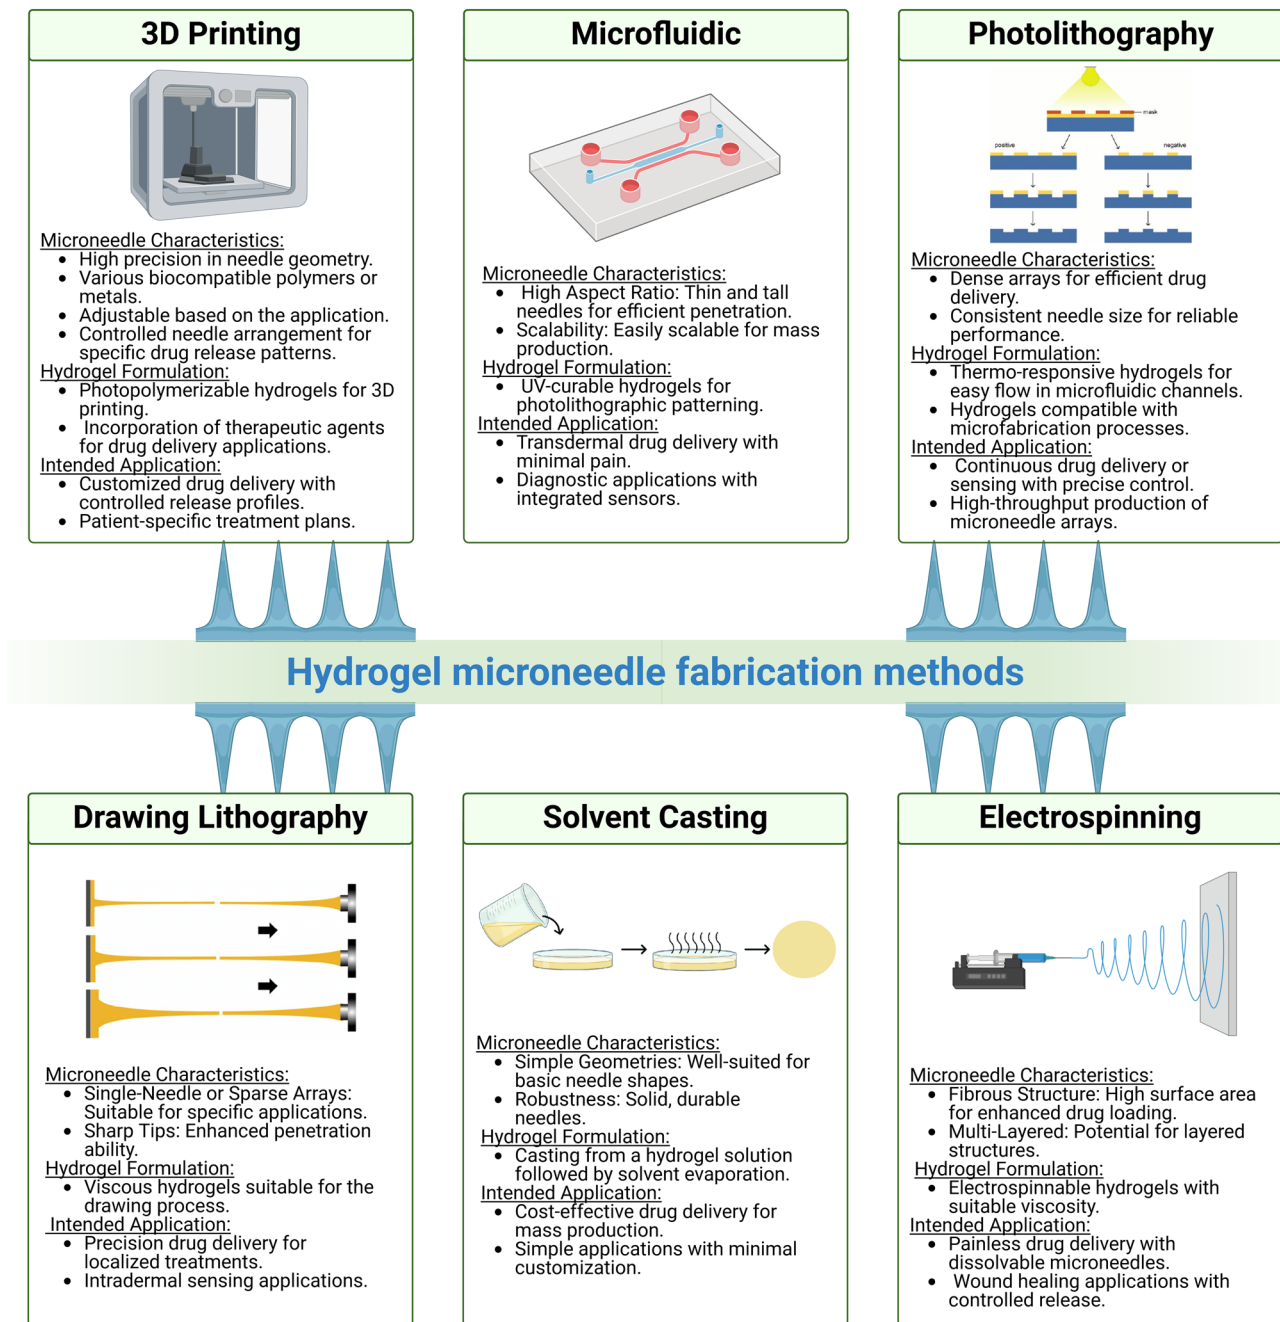 3D Printing
Microneedle Characteristics:
• High precision in needle geometry.
• Various biocompatible polymers or
metals.
• Adjustable based on the application.
• Controlled needle arrangement for
specific drug release patterns.
Hydrogel Formulation:
• Photopolymerizable hydrogels for 3D
printing.
• Incorporation of therapeutic agents
for drug delivery applications.
Intended Application:
• Customized drug delivery with
controlled release profiles.
• Patient-specific treatment plans.
Microfluidic
Microneedle Characteristics:
• High Aspect Ratio: Thin and tall
needles for efficient penetration.
• Scalability: Easily scalable for mass
production.
Hydrogel Formulation:
• UV-curable hydrogels for
photolithographic patterning.
Intended Application:
• Transdermal drug delivery with
minimal pain.
• Diagnostic applications with
integrated sensors.
Photolithography
mask
positive
negative
Microneedle Characteristics:
• Dense arrays for efficient drug
delivery.
• Consistent needle size for reliable
performance.
Hydrogel Formulation:
• Thermo-responsive hydrogels for
easy flow in microfluidic channels.
• Hydrogels compatible with
microfabrication processes.
Intended Application:
• Continuous drug delivery or
sensing with precise control.
• High-throughput production of
microneedle arrays.
Hydrogel microneedle fabrication methods
Drawing Lithography
Microneedle Characteristics:
• Single-Needle or Sparse Arrays:
Suitable for specific applications.
• Sharp Tips: Enhanced penetration
ability.
Hydrogel Formulation:
• Viscous hydrogels suitable for the
drawing process.
Intended Application:
• Precision drug delivery for
localized treatments.
• Intradermal sensing applications.
Solvent Casting
Microneedle Characteristics:
• Simple Geometries: Well-suited for
basic needle shapes.
• Robustness: Solid, durable
needles.
Hydrogel Formulation:
• Casting from a hydrogel solution
followed by solvent evaporation.
Intended Application:
• Cost-effective drug delivery for
mass production.
• Simple applications with minimal
customization.
Electrospinning
Microneedle Characteristics:
• Fibrous Structure: High surface area
for enhanced drug loading.
• Multi-Layered: Potential for layered
structures.
Hydrogel Formulation:
• Electrospinnable hydrogels with
suitable viscosity.
Intended Application:
• Painless drug delivery with
dissolvable microneedles.
• Wound healing applications with
controlled release.